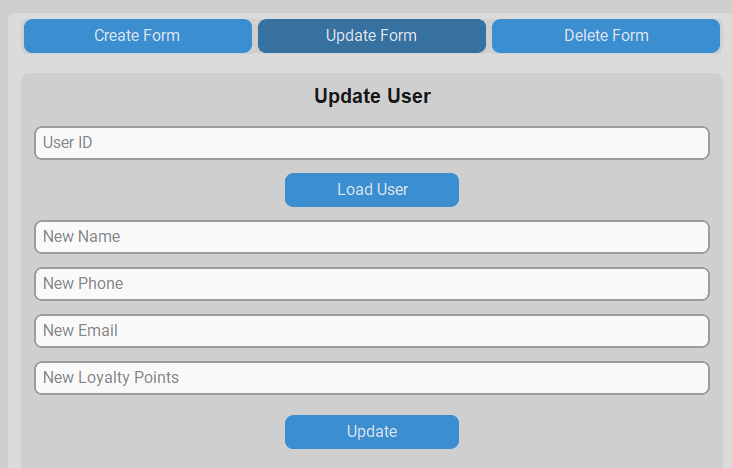 Create Form Update Form Delete Form
Update User
User ID
Load User
New Name
New Phone
New Email
New Loyalty Points
Update